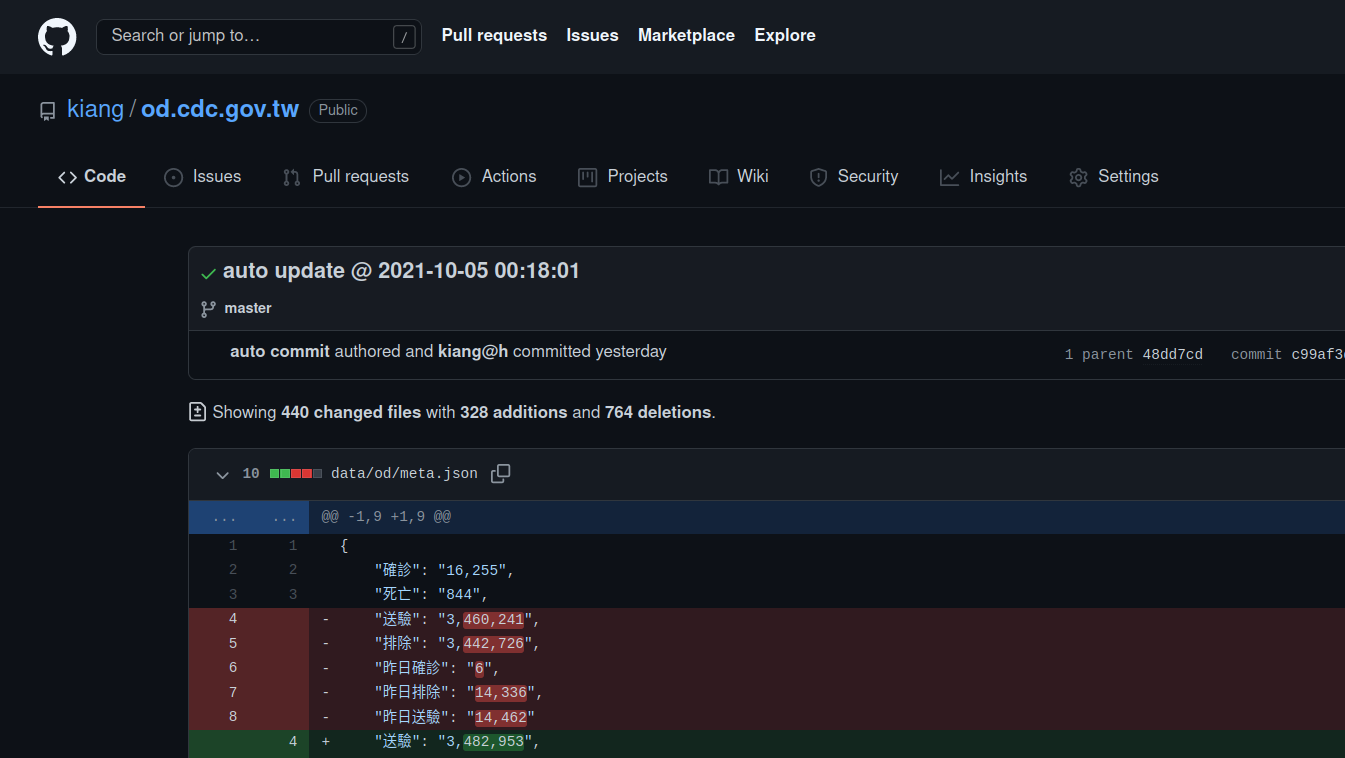 Search or jump to… / Pull requests Issues Marketplace Explore
kiang / od.cdc.gov.tw Public
Code Issues Pull requests Actions Projects Wiki Security Insights Settings
auto update @ 2021-10-05 00:18:01
master
auto commit authored and kiang@h committed yesterday 1 parent 48dd7cd commit c99af3
Showing 440 changed files with 328 additions and 764 deletions.
10 data/od/meta.json
... ... @@ -1,9 +1,9 @@
1 1 {
2 2 "確診": "16,255",
3 3 "死亡": "844",
4 - "送驗": "3,460,241",
5 - "排除": "3,442,726",
6 - "昨日確診": "6",
7 - "昨日排除": "14,336",
8 - "昨日送驗": "14,462"
4 + "送驗": "3,482,953",